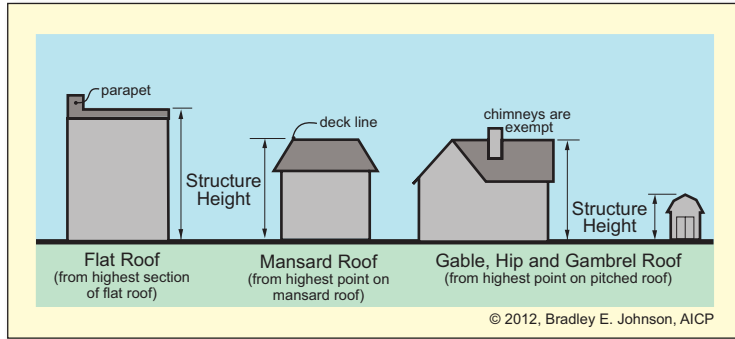 parapet
deck line
chimneys are
exempt
Structure
Height
Structure
Height
Flat Roof
(from highest section
of flat roof)
Mansard Roof
(from highest point on
mansard roof)
Gable, Hip and Gambrel Roof
(from highest point on pitched roof)
© 2012, Bradley E. Johnson, AICP